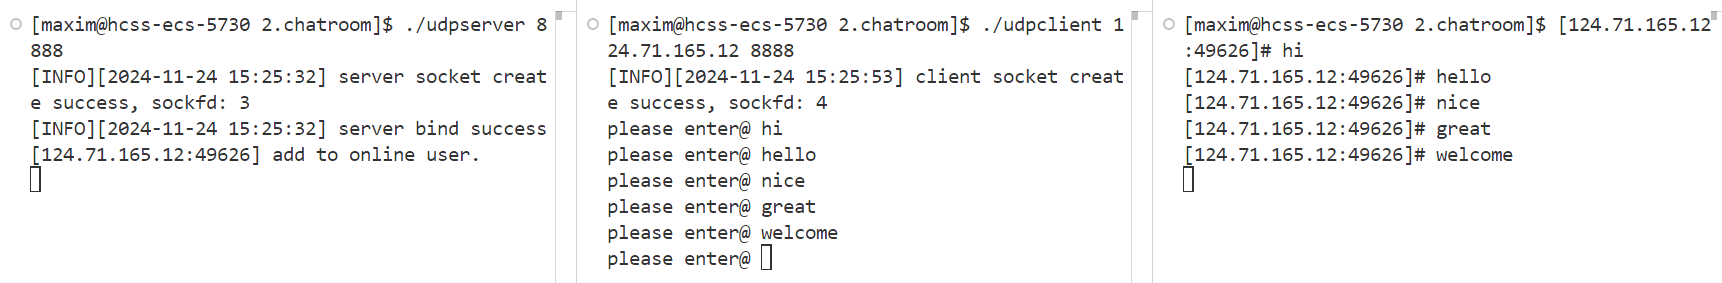 [maxim@hcss-ecs-5730 2.chatroom]$ ./udpserver 8
888
[INFO][2024-11-24 15:25:32] server socket creat
e success, sockfd: 3
[INFO][2024-11-24 15:25:32] server bind success
[124.71.165.12:49626] add to online user.
[maxim@hcss-ecs-5730 2.chatroom]$ ./udpclient 1
24.71.165.12 8888
[INFO][2024-11-24 15:25:53] client socket creat
e success, sockfd: 4
please enter@ hi
please enter@ hello
please enter@ nice
please enter@ great
please enter@ welcome
please enter@
[maxim@hcss-ecs-5730 2.chatroom]$ [124.71.165.12
:49626]# hi
[124.71.165.12:49626]# hello
[124.71.165.12:49626]# nice
[124.71.165.12:49626]# great
[124.71.165.12:49626]# welcome